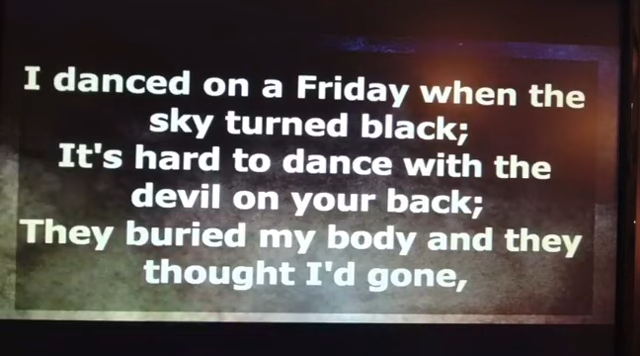 I danced on a Friday when the
sky turned black;
It's hard to dance with the
devil on your back;
They buried my body and they
thought I'd gone,